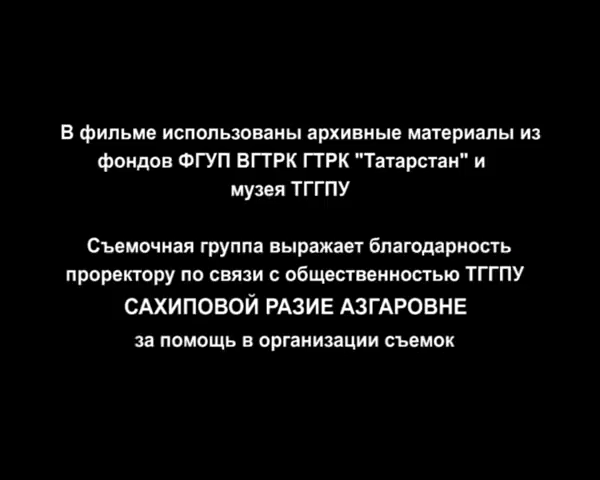 В фильме использованы архивные материалы из
фондов ФГУП ВГТРК ГТРК "Татарстан" и
музея ТГГПУ
Съемочная группа выражает благодарность
проректору по связи с общественностью ТГГПУ
САХИПОВОЙ РАЗИЕ АЗГАРОВНЕ
за помощь в организации съемок